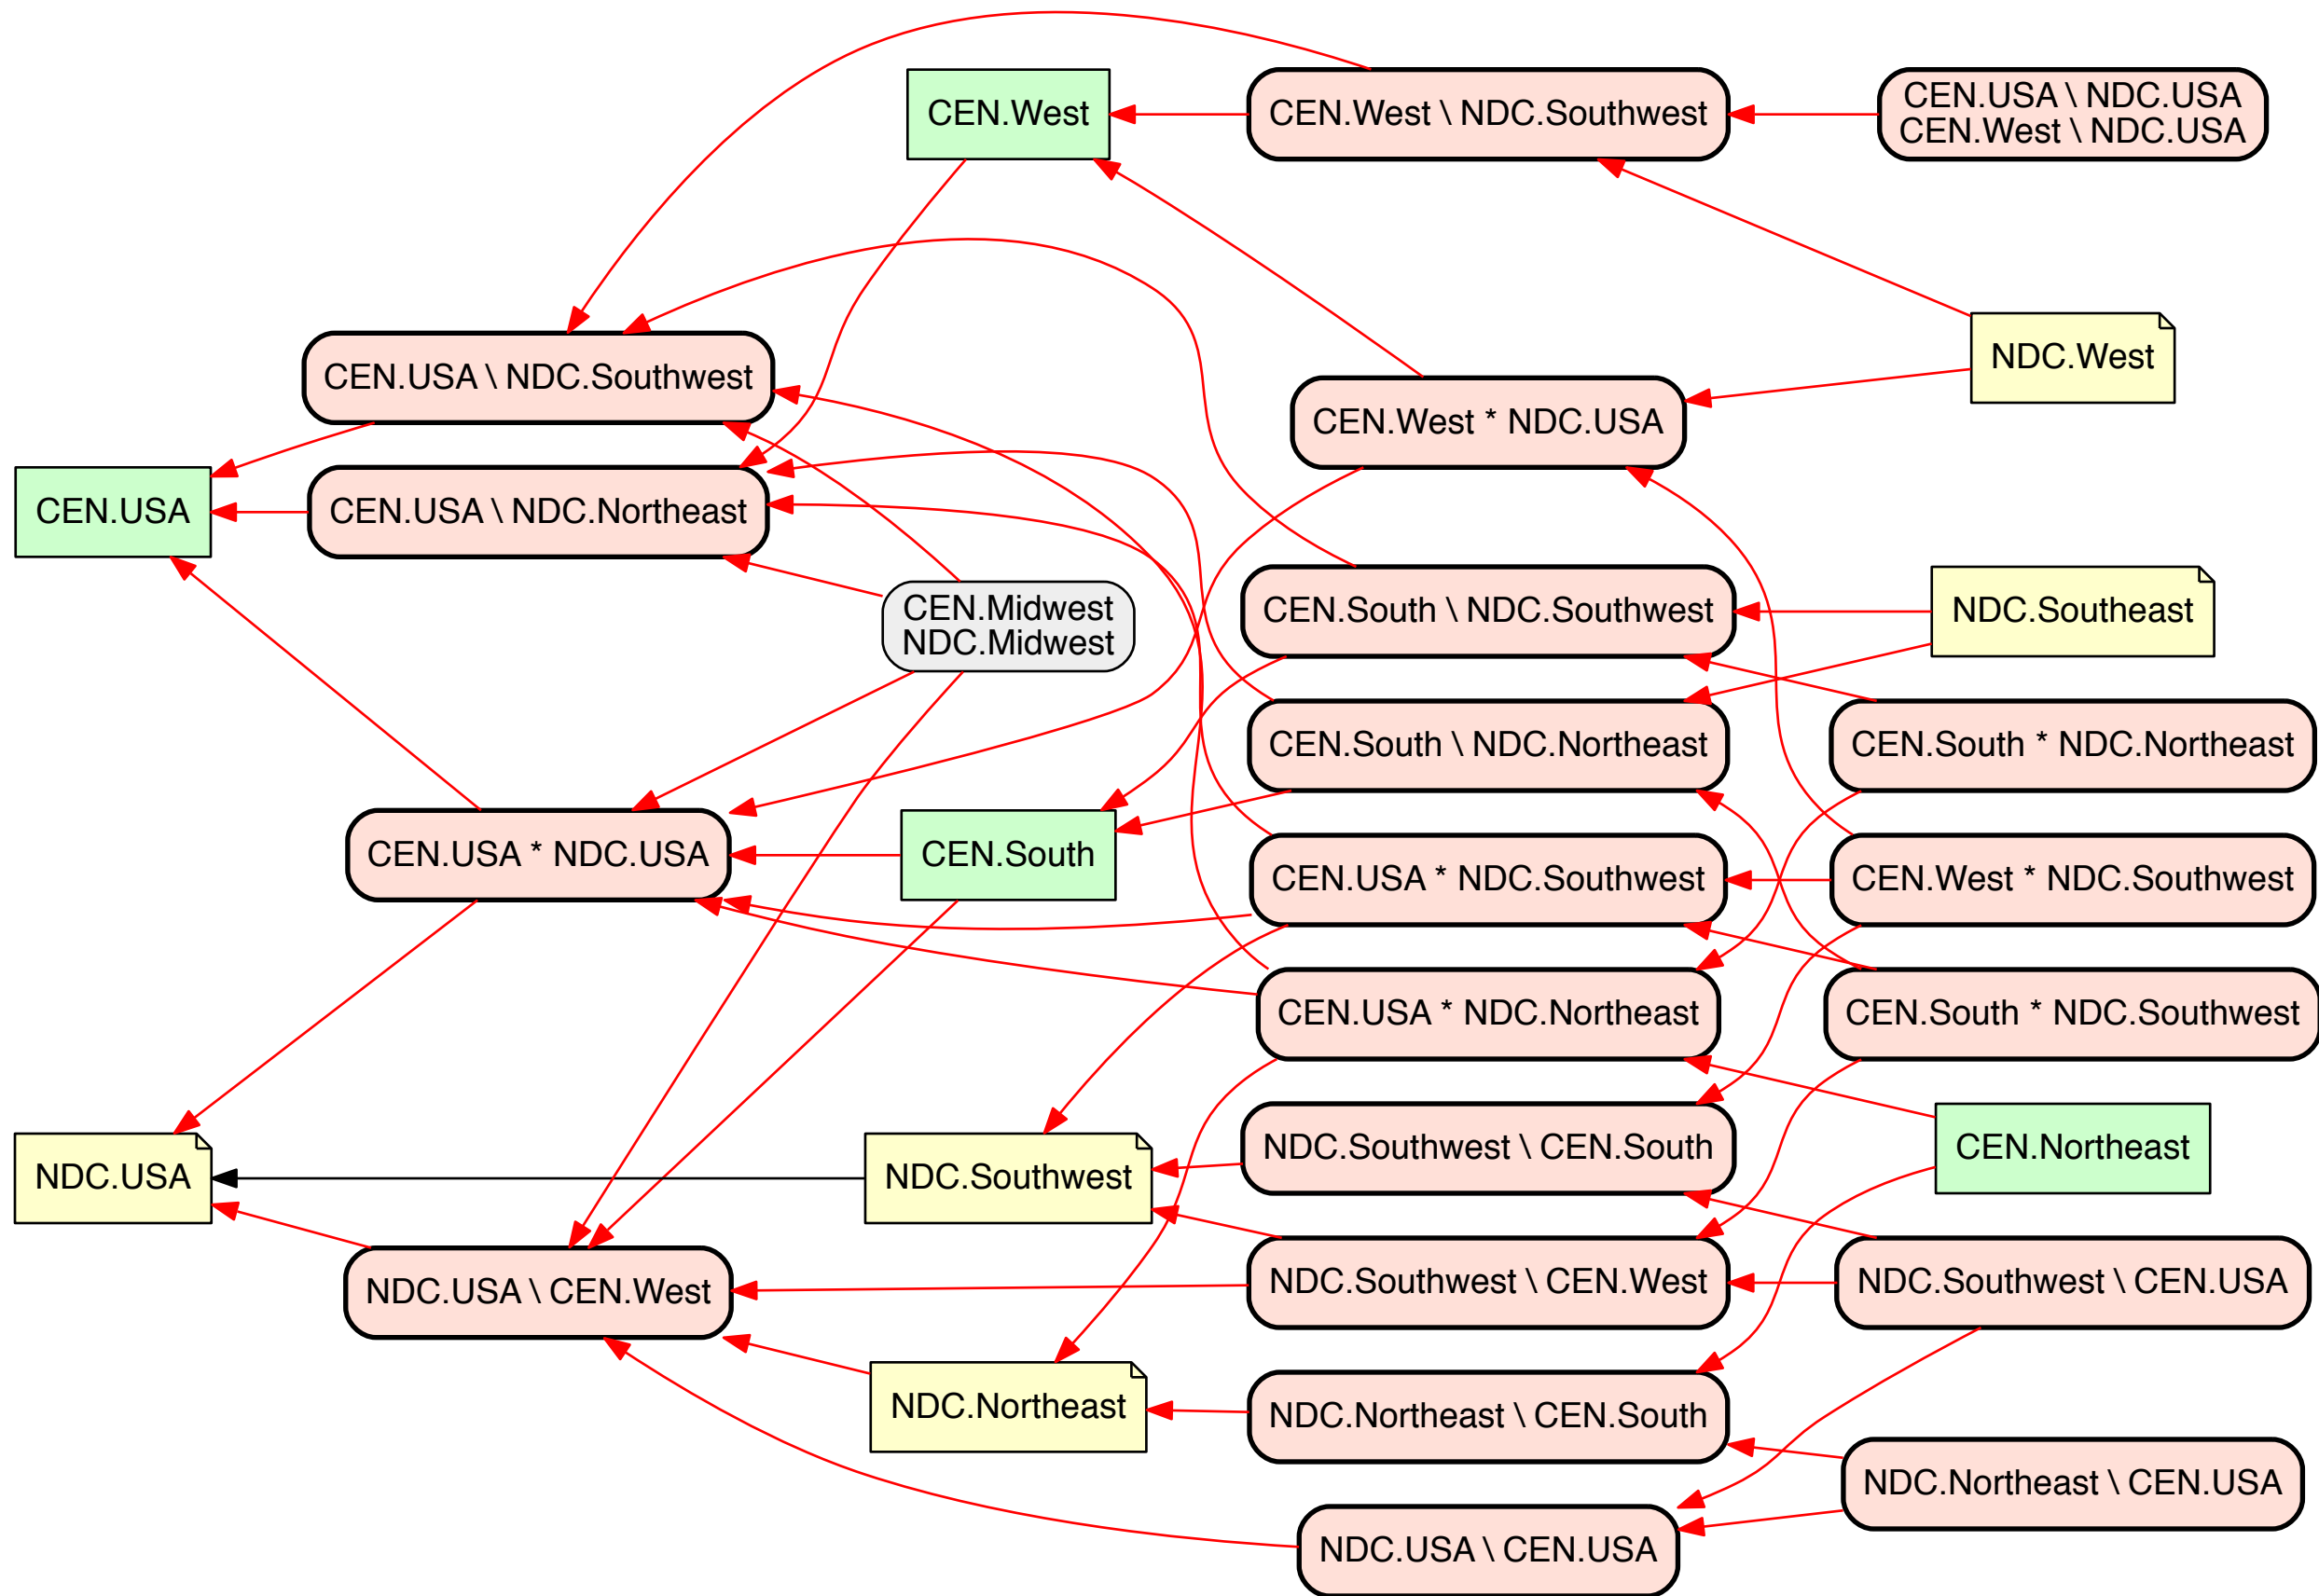 CEN.West
CEN.West \ NDC.Southwest
CEN.USA \ NDC.USA
CEN.West \ NDC.USA
CEN.USA \ NDC.Southwest
NDC.West
CEN.West * NDC.USA
CEN.USA
CEN.USA \ NDC.Northeast
CEN.Midwest
NDC.Midwest
CEN.South \ NDC.Southwest
NDC.Southeast
CEN.South \ NDC.Northeast
CEN.South * NDC.Northeast
CEN.USA * NDC.USA
CEN.South
CEN.USA * NDC.Southwest
CEN.West * NDC.Southwest
CEN.USA * NDC.Northeast
CEN.South * NDC.Southwest
NDC.USA
NDC.Southwest
NDC.Southwest \ CEN.South
CEN.Northeast
NDC.USA \ CEN.West
NDC.Southwest \ CEN.West
NDC.Southwest \ CEN.USA
NDC.Northeast
NDC.Northeast \ CEN.South
NDC.Northeast \ CEN.USA
NDC.USA \ CEN.USA